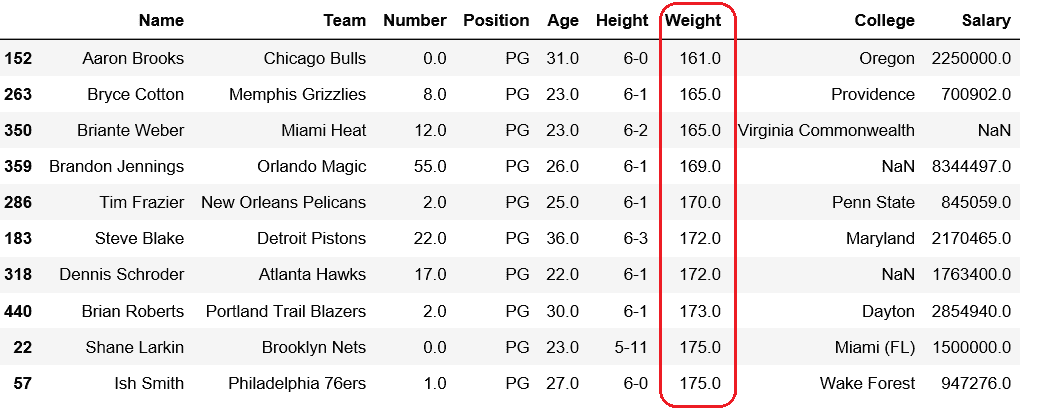 Name Team Number Position Age Height Weight College Salary
152 Aaron Brooks Chicago Bulls 0.0 PG 31.0 6-0 161.0 Oregon 2250000.0
263 Bryce Cotton Memphis Grizzlies 8.0 PG 23.0 6-1 165.0 Providence 700902.0
350 Briante Weber Miami Heat 12.0 PG 23.0 6-2 165.0 Virginia Commonwealth NaN
359 Brandon Jennings Orlando Magic 55.0 PG 26.0 6-1 169.0 NaN 8344497.0
286 Tim Frazier New Orleans Pelicans 2.0 PG 25.0 6-1 170.0 Penn State 845059.0
183 Steve Blake Detroit Pistons 22.0 PG 36.0 6-3 172.0 Maryland 2170465.0
318 Dennis Schroder Atlanta Hawks 17.0 PG 22.0 6-1 172.0 NaN 1763400.0
440 Brian Roberts Portland Trail Blazers 2.0 PG 30.0 6-1 173.0 Dayton 2854940.0
22 Shane Larkin Brooklyn Nets 0.0 PG 23.0 5-11 175.0 Miami (FL) 1500000.0
57 Ish Smith Philadelphia 76ers 1.0 PG 27.0 6-0 175.0 Wake Forest 947276.0